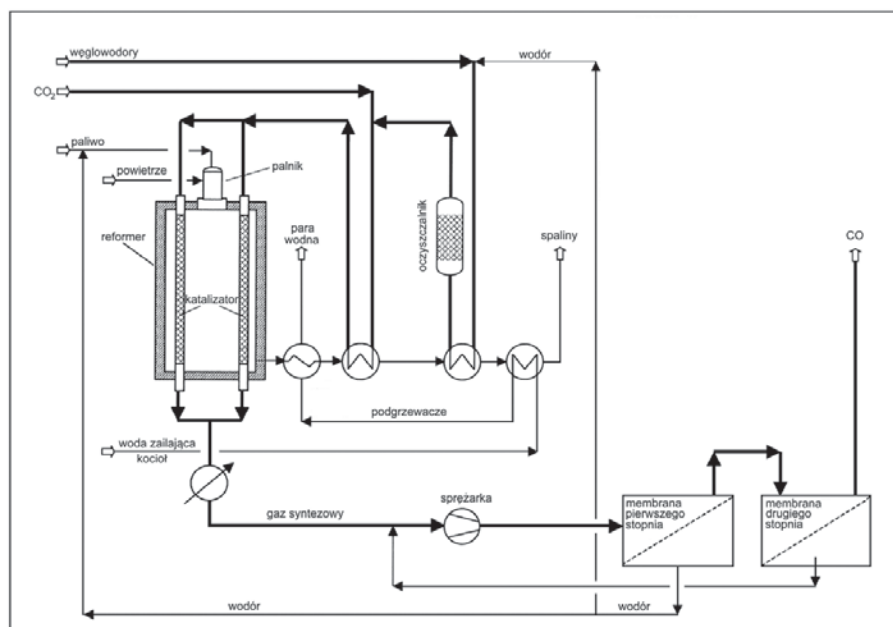 węglowodory
wodór
CO₂
paliwo
powietrze
palnik
reformer
katalizator
para
wodna
oczyszczalnik
spaliny
CO
podgrzewacze
woda zailająca
kocioł
gaz syntezowy
sprężarka
membrana
pierwszego
stopnia
membrana
drugiego
stopnia
wodór
wodór